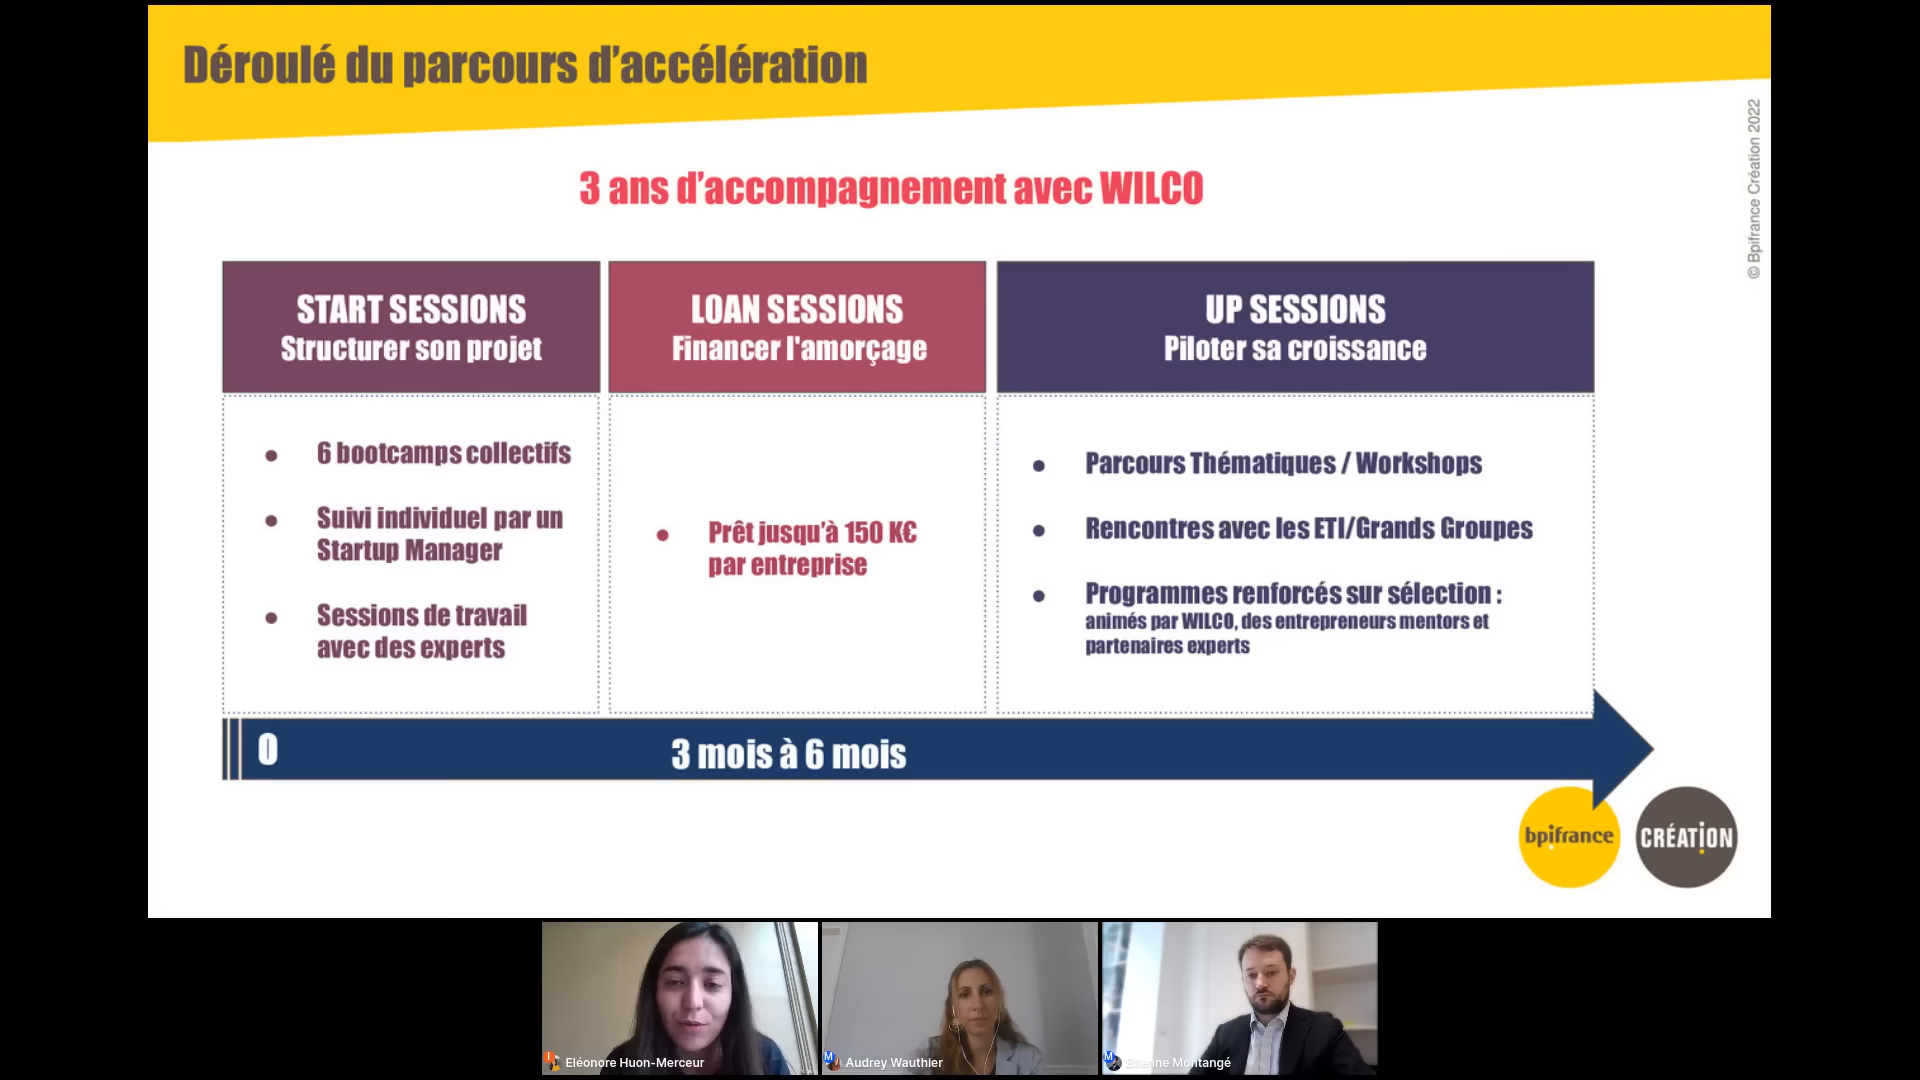 Déroulé du parcours d'accélération
© Bpifrance Création 2022
3 ans d'accompagnement avec WILCO
START SESSIONS
Structurer son projet
LOAN SESSIONS
Financer l'amorçage
UP SESSIONS
Piloter sa croissance
6 bootcamps collectifs
Suivi individuel par un
Startup Manager
Sessions de travail
avec des experts
Prêt jusqu'à 150 K€
par entreprise
Parcours Thématiques / Workshops
Rencontres avec les ETI/Grands Groupes
Programmes renforcés sur sélection :
animés par WILCO, des entrepreneurs mentors et
partenaires experts
0
3 mois à 6 mois
bpifrance
CRÉATION
Eléonore Huon-Merceur
M
Audrey Wauthier
M
Montangé